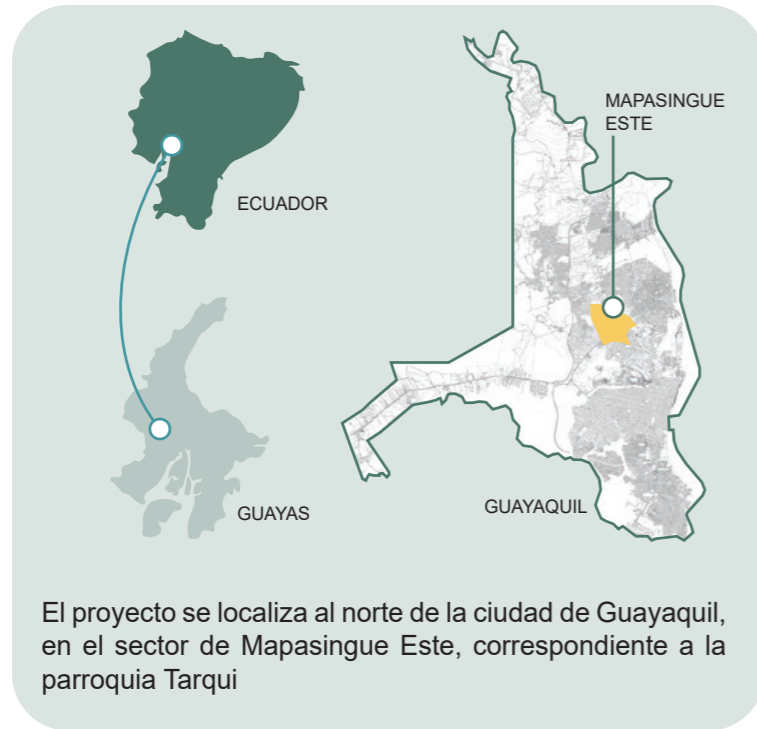 MAPASINGUE
ESTE
ECUADOR
GUAYAS
GUAYAQUIL
El proyecto se localiza al norte de la ciudad de Guayaquil,
en el sector de Mapasingue Este, correspondiente a la
parroquia Tarqui